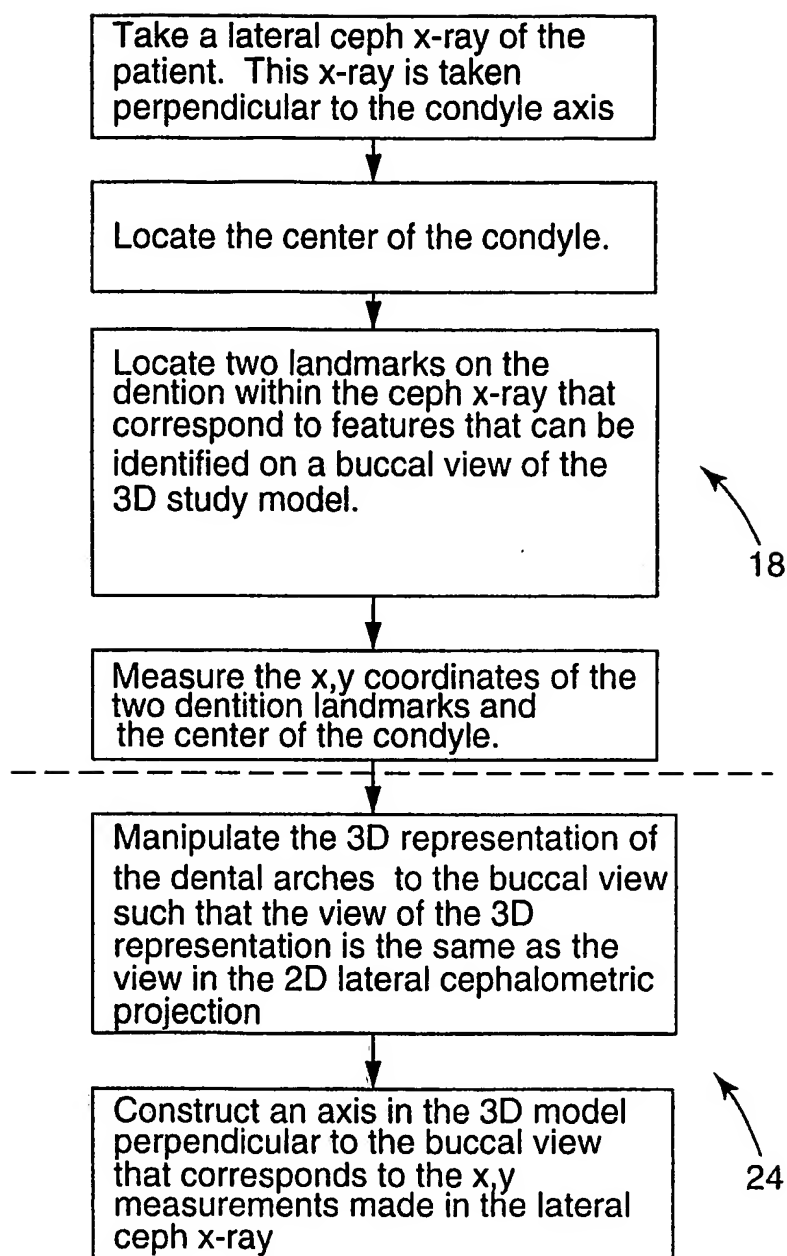 Take a lateral ceph x-ray of the
patient. This x-ray is taken
perpendicular to the condyle axis
Locate the center of the condyle.
Locate two landmarks on the
dention within the ceph x-ray that
correspond to features that can be
identified on a buccal view of the
3D study model.
18
Measure the x,y coordinates of the
two dentition landmarks and
the center of the condyle.
Manipulate the 3D representation of
the dental arches to the buccal view
such that the view of the 3D
representation is the same as the
view in the 2D lateral cephalometric
projection
Construct an axis in the 3D model
perpendicular to the buccal view
that corresponds to the x,y
measurements made in the lateral
ceph x-ray
24